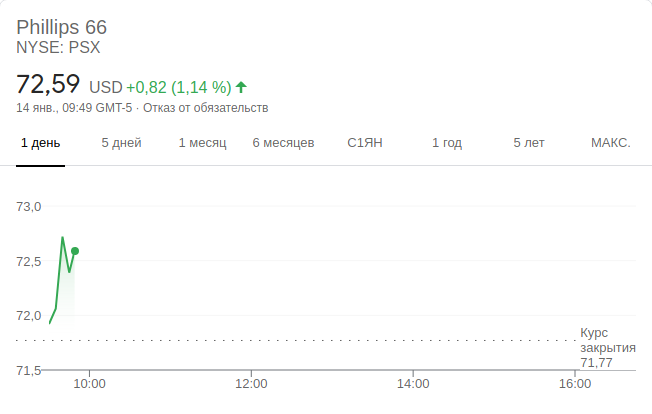 Phillips 66
NYSE: PSX
72,59 USD +0,82 (1,14 %)
14 янв., 09:49 GMT-5 · Отказ от обязательств
1 день 5 дней 1 месяц 6 месяцев С1ЯН 1 год 5 лет МАКС.
73,0
72,5
72,0
Курс
закрытия
71,77
71,5
10:00 12:00 14:00 16:00